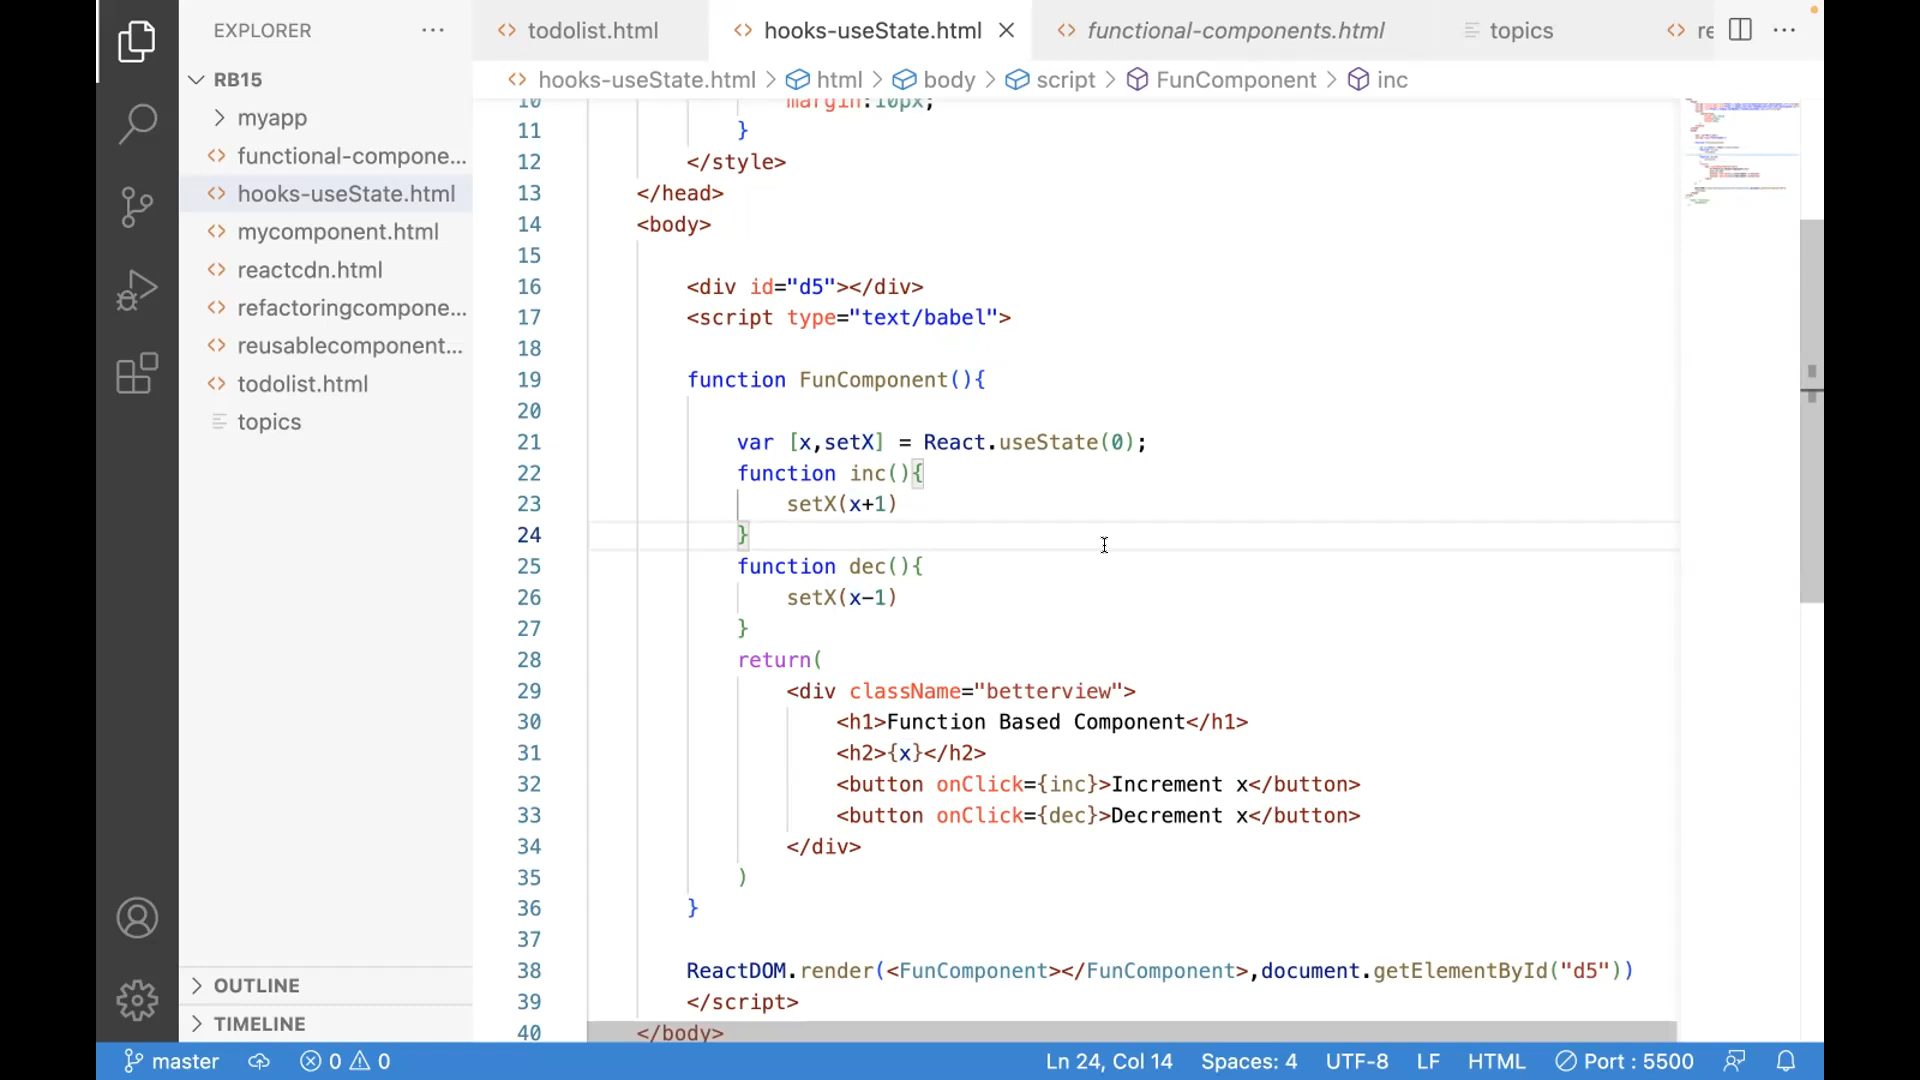 EXPLORER
RB15
myapp
functional-compone...
hooks-useState.html
mycomponent.html
reactcdn.html
refactoringcompone...
reusablecomponent...
todolist.html
topics
OUTLINE
TIMELINE
todolist.html
hooks-useState.html
functional-components.html
topics
re
hooks-useState.html > html > body > script > FunComponent > inc
10 margin:10px;
11 }
12 </style>
13 </head>
14 <body>
15
16 <div id="d5"></div>
17 <script type="text/babel">
18
19 function FunComponent(){
20
21 var [x,setX] = React.useState(0);
22 function inc(){
23 setX(x+1)
24 }
25 function dec(){
26 setX(x-1)
27 }
28 return(
29 <div className="betterview">
30 <h1>Function Based Component</h1>
31 <h2>{x}</h2>
32 <button onClick={inc}>Increment x</button>
33 <button onClick={dec}>Decrement x</button>
34 </div>
35 )
36 }
37
38 ReactDOM.render(<FunComponent></FunComponent>,document.getElementById("d5"))
39 </script>
40 </body>
master 0 0 Ln 24, Col 14 Spaces: 4 UTF-8 LF HTML Port : 5500